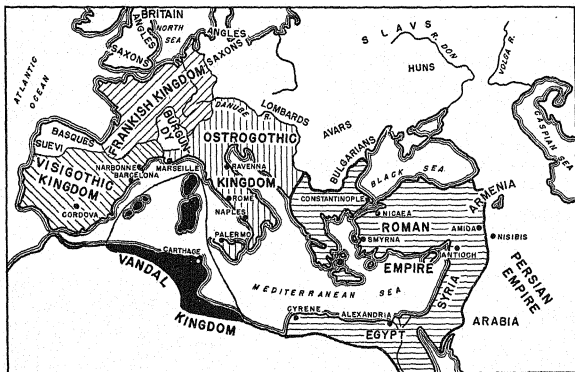 BRITAIN
ANGLES
NORTH
SEA
ANGLES
SAXONS
SAXONS
ATLANTIC
OCEAN
SLAVS
R. DON
VOLGA R.
HUNS
CASPIAN SEA
FRANKISH KINGDOM
BURGUN-
DY
DANUBE
R.
LOMBARDS
AVARS
BULGARIANS
BLACK SEA
ARMENIA
BASQUES
SUEVI
VISIGOTHIC
KINGDOM
NARBONNE
BARCELONA
MARSEILLE
CORDOVA
OSTROGOTHIC
KINGDOM
RAVENNA
ROME
NAPLES
PALERMO
CONSTANTINOPLE
NICAEA
ROMAN
EMPIRE
SMYRNA
AMIDA
NISIBIS
ANTIOCH
SYRIA
PERSIAN
EMPIRE
CARTHAGE
VANDAL
KINGDOM
MEDITERRANEAN SEA
CYRENE
ALEXANDRIA
EGYPT
ARABIA